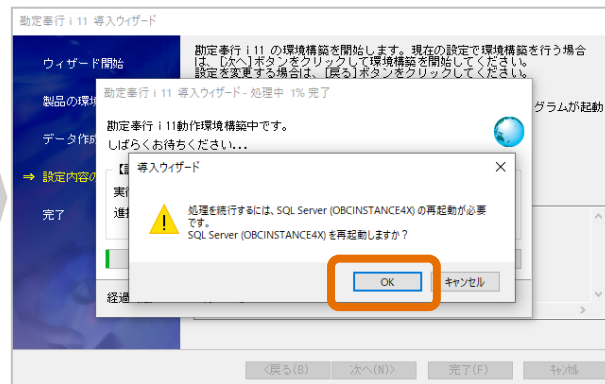 勘定奉行 i 11 導入ウィザード
ウィザード開始
勘定奉行 i 11 の環境構築を開始します。現在の設定で環境構築を行う場合
は、[次へ]ボタンをクリックして環境構築を開始してください。
設定を変更する場合は、[戻る]ボタンをクリックしてください。
製品の環境
勘定奉行 i 11 導入ウィザード - 処理中 1% 完了
グラムが起動
勘定奉行 i 11動作環境構築中です。
しばらくお待ちください...
データ作成
設定内容の
完了
導入ウィザード
処理を続行するには、SQL Server (OBCINSTANCE4X) の再起動が必要
です。
SQL Server (OBCINSTANCE4X) を再起動しますか?
OK
キャンセル
経過
<戻る(B)
次へ(N)>
完了(F)
キャンセル